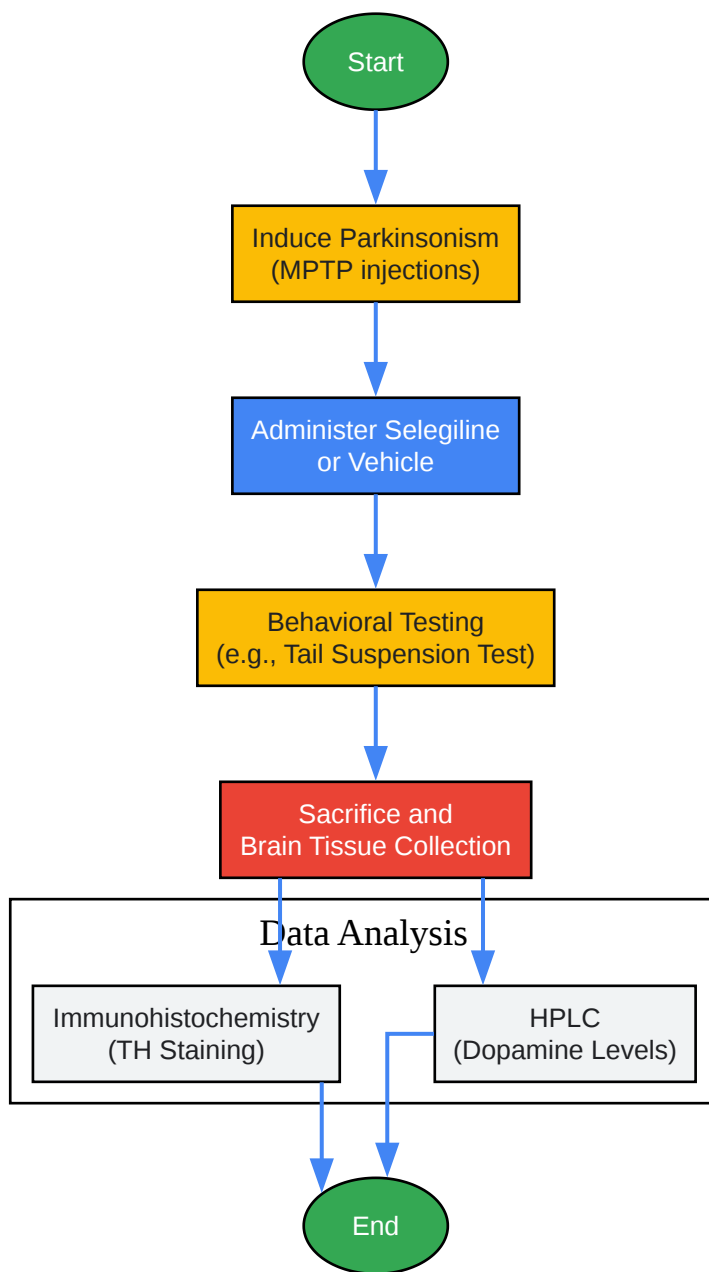 Start
Induce Parkinsonism
(MPTP injections)
Administer Selegiline
or Vehicle
Behavioral Testing
(e.g., Tail Suspension Test)
Sacrifice and
Brain Tissue Collection
Data Analysis
Immunohistochemistry
(TH Staining)
HPLC
(Dopamine Levels)
End